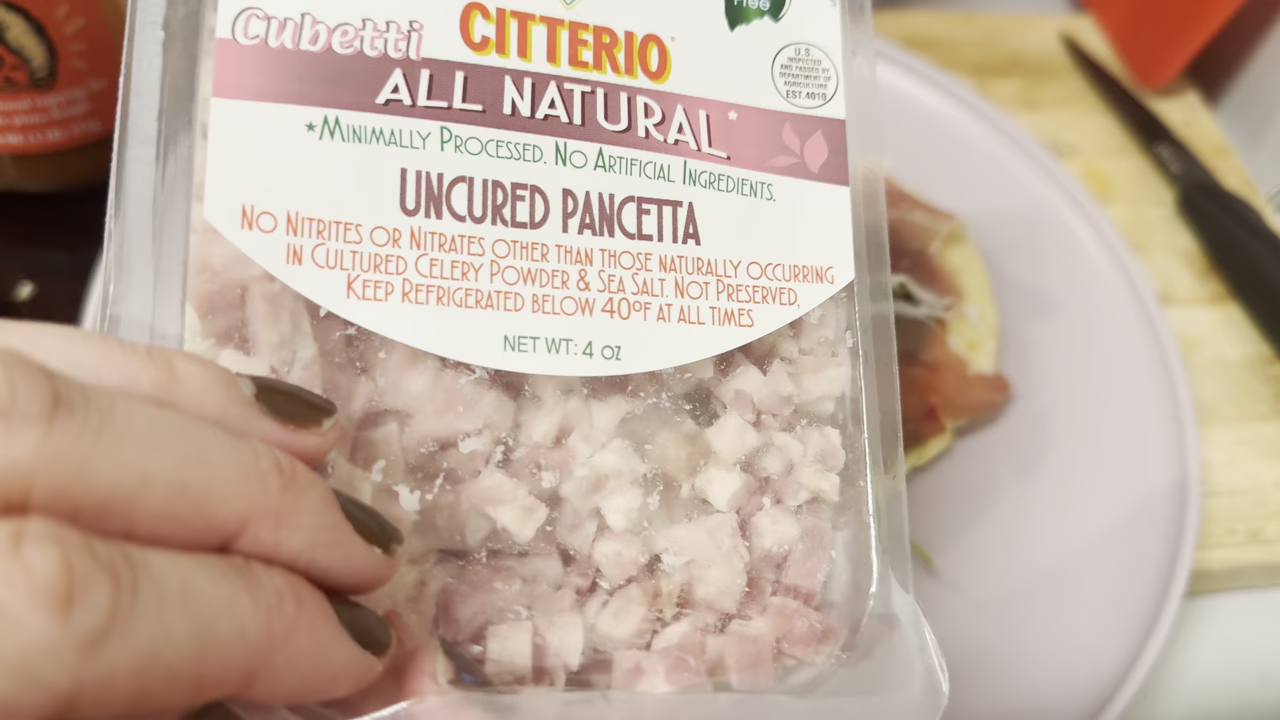 Free
Cubetti
CITTERIO
U.S.
INSPECTED
AND PASSED BY
DEPARTMENT OF
AGRICULTURE
EST.4010
ALL NATURAL*
*MINIMALLY PROCESSED. NO ARTIFICIAL INGREDIENTS.
UNCURED PANCETTA
NO NITRITES OR NITRATES OTHER THAN THOSE NATURALLY OCCURRING
IN CULTURED CELERY POWDER & SEA SALT. NOT PRESERVED,
KEEP REFRIGERATED BELOW 40ºF AT ALL TIMES
NET WT: 4 OZ